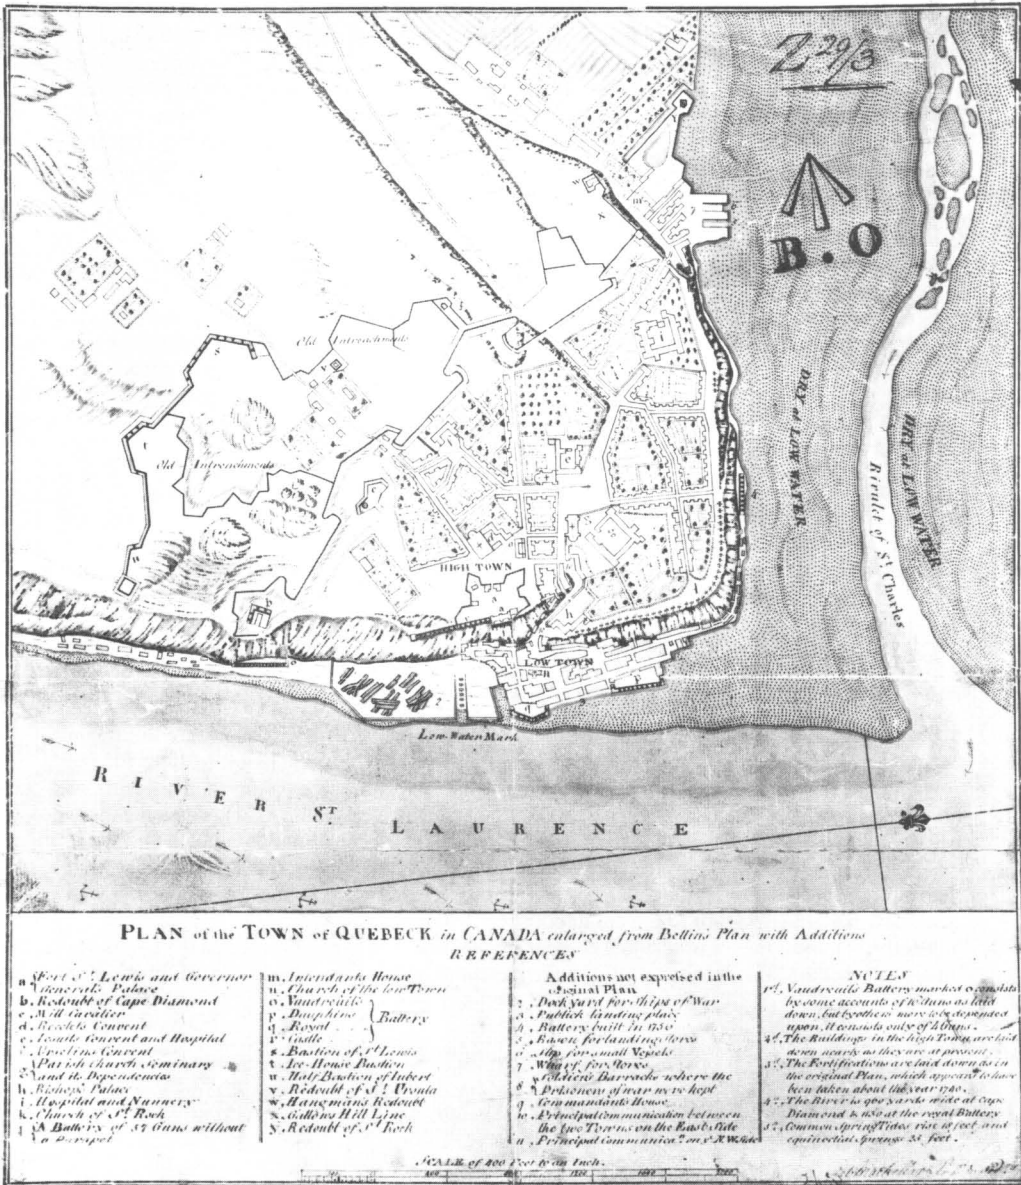 Z 29/3
B.O
Old Intrenchments
Old Intrenchments
DRY at LOW WATER
DRY at LOW WATER
Rivulet of St. Charles
HIGH TOWN
LOW TOWN
Low Water Mark
RIVER ST. LAURENCE
PLAN of the TOWN of QUEBECK in CANADA enlarged from Bellins Plan with Additions
REFERENCES
a Fort St. Lewis and Governor
Generals Palace
b. Redoubt of Cape Diamond
c. Mill Cavalier
d. Recolets Convent
e. Jesuits Convent and Hospital
f. Urselins Convent
g Parish church Seminary
and its Dependencies
h. Bishops Palace
i. Hospital and Nunnery
k. Church of St. Rock
l A Battery of 37 Guns without
a Parapet
m. Intendants House
n. Church of the low Town
o. Vaudreuils
p. Dauphins
q. Royal
r. Castle
Battery
s. Bastion of St. Lewis
t. Ice-House Bastion
u. Half Bastion of Jubert
v. Redoubt of St. Ursula
w. Hangmans Redoubt
x. Gallows Hill Line
y. Redoubt of St. Rock
Additions not expressed in the
original Plan
2. Dock yard for Ships of War
3. Publick landing place
4. Battery built in 1750
5. Bason for landing stores
6. Slip for small Vessels
7. Wharf for Stores
8 Soldiers Barracks where the
Prisoners of war were kept
9. Commandants House
10. Principal communication between
the two Towns on the East Side
11. Principal Communican. on ye N.W. Side
NOTES
1st. Vaudreuils Battery marked o consists
by some accounts of 10 Guns as laid
down, but by others more to be depended
upon, it consists only of 4 Guns.
2d. The Buildings in the high Town are laid
down nearly as they are at present.
3d. The Fortifications are laid down as in
the original Plan, which appears to have
been taken about the year 1740.
4th. The River is 900 yards wide at Cape
Diamond & 1150 at the royal Battery
5th. Common Spring Tides rise 18 feet and
equinoctial Springs 25 feet.
SCALE of 400 Feet to an Inch.